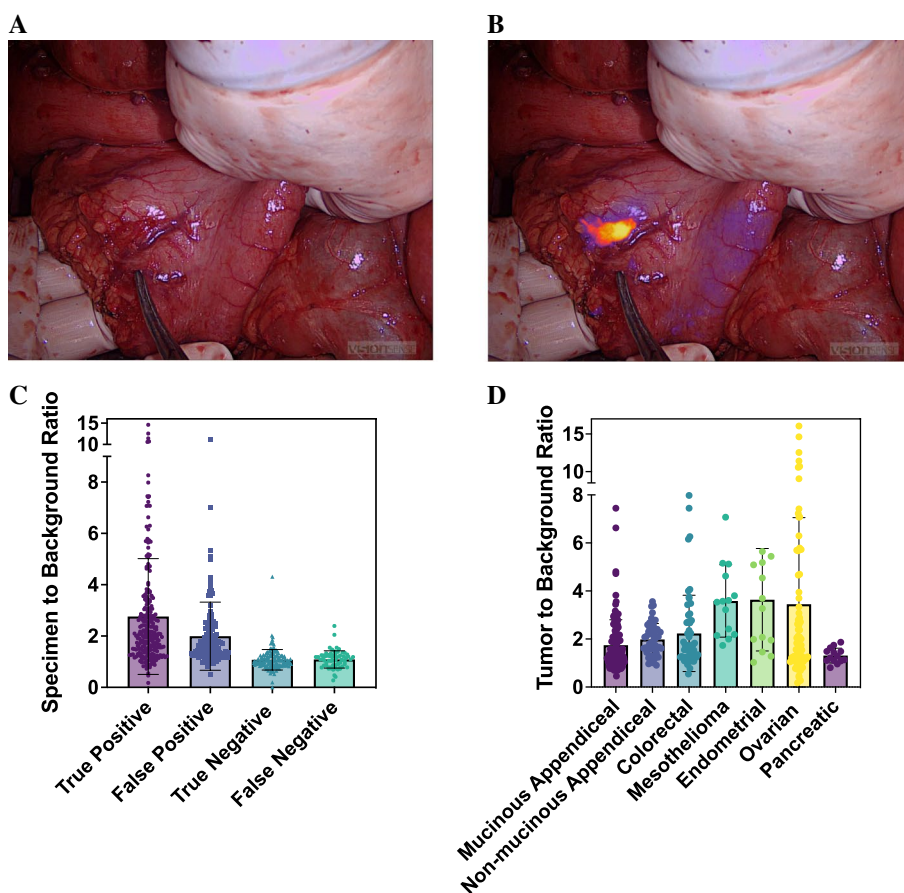 A
B
VISION
VISION
C
D
Specimen to Background Ratio
15
10
8
6
4
2
0
True Positive
False Positive
True Negative
False Negative
Tumor to Background Ratio
15
10
8
6
4
2
0
Mucinous Appendiceal
Non-mucinous Appendiceal
Colorectal
Mesothelioma
Endometrial
Ovarian
Pancreatic